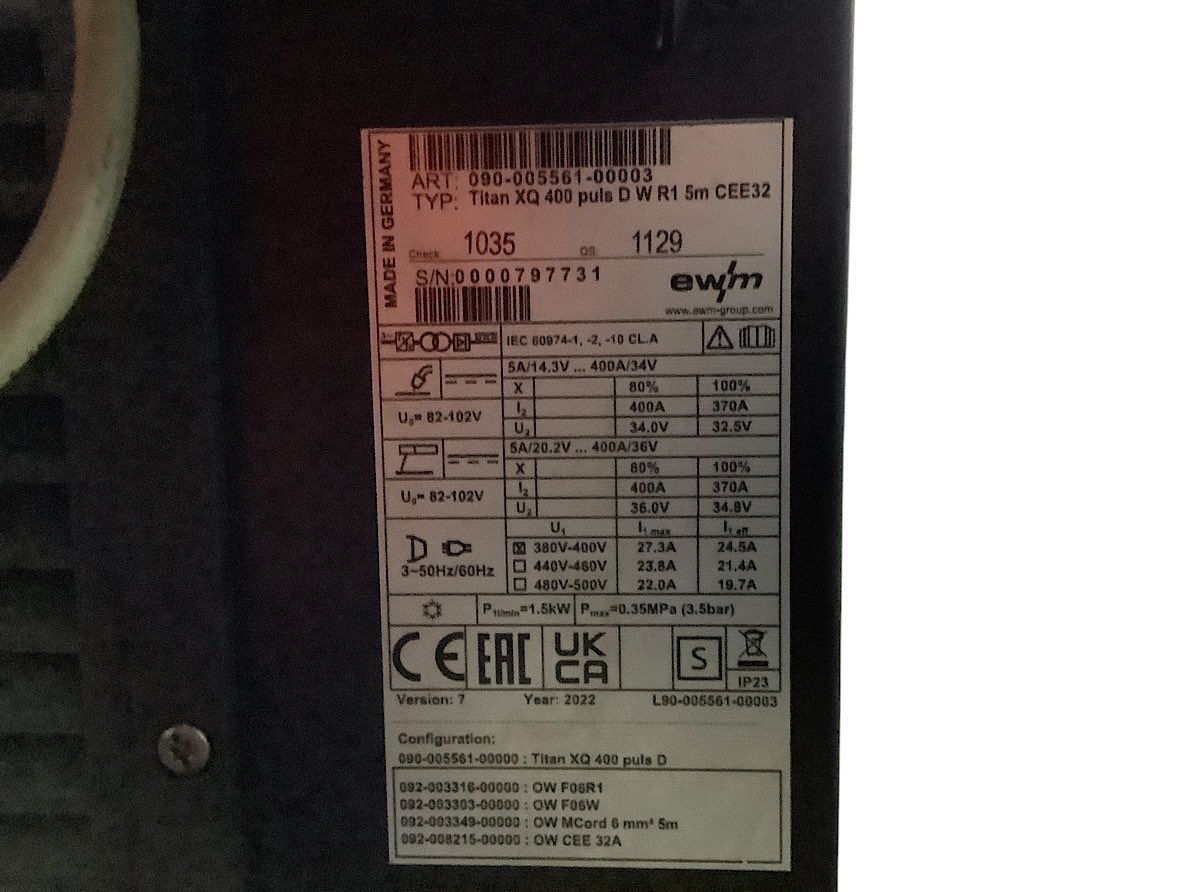 MADE IN GERMANY
ART: 090-005561-00003
TYP: Titan XQ 400 puls D W R1 5m CEE32
Check 1035 OS 1129
S/N:0000797731
ewm
www.ewm-group.com
IEC 60974-1, -2, -10 CL.A
5A/14.3V ... 400A/34V
X 80% 100%
I2 400A 370A
U0= 82-102V
U2 34.0V 32.5V
5A/20.2V ... 400A/36V
X 80% 100%
I2 400A 370A
U0= 82-102V
U2 36.0V 34.8V
U1 I1 max I1 eff
380V-400V 27.3A 24.5A
3~50Hz/60Hz
440V-460V 23.8A 21.4A
480V-500V 22.0A 19.7A
P1l/min=1.5kW Pmax=0.35MPa (3.5bar)
CE EAC UK CA S
IP23
Version: 7 Year: 2022 L90-005561-00003
Configuration:
090-005561-00000 : Titan XQ 400 puls D
092-003316-00000 : OW F06R1
092-003303-00000 : OW F06W
092-003349-00000 : OW MCord 6 mm² 5m
092-008215-00000 : OW CEE 32A